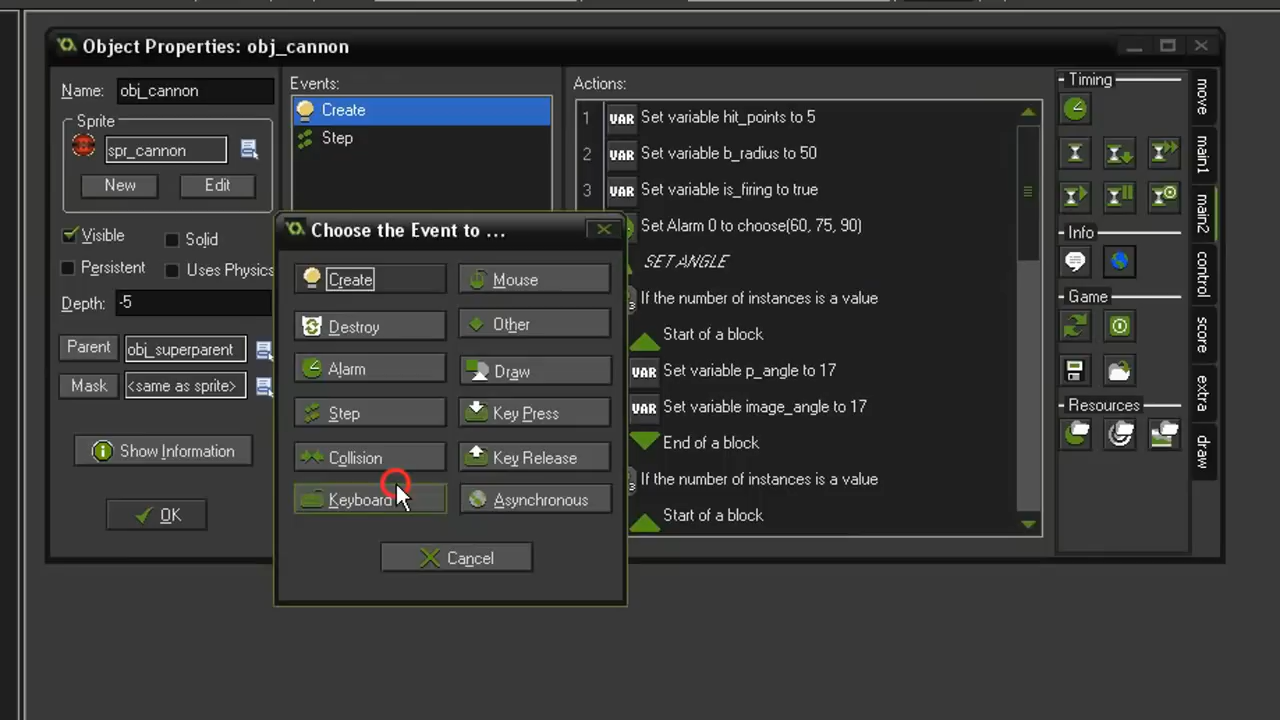 Object Properties: obj_cannon
Name: obj_cannon
Sprite
spr_cannon
New Edit
Visible Solid
Persistent Uses Physics
Depth: -5
Parent obj_superparent
Mask <same as sprite>
Show Information
OK
Events:
Create
Step
Choose the Event to ...
Create Mouse
Destroy Other
Alarm Draw
Step Key Press
Collision Key Release
Keyboard Asynchronous
Cancel
Actions:
1 VAR Set variable hit_points to 5
2 VAR Set variable b_radius to 50
3 VAR Set variable is_firing to true
Set Alarm 0 to choose(60, 75, 90)
SET ANGLE
3 If the number of instances is a value
Start of a block
VAR Set variable p_angle to 17
VAR Set variable image_angle to 17
End of a block
3 If the number of instances is a value
Start of a block
Timing
Info
Game
Resources
move
main1
main2
control
score
extra
draw